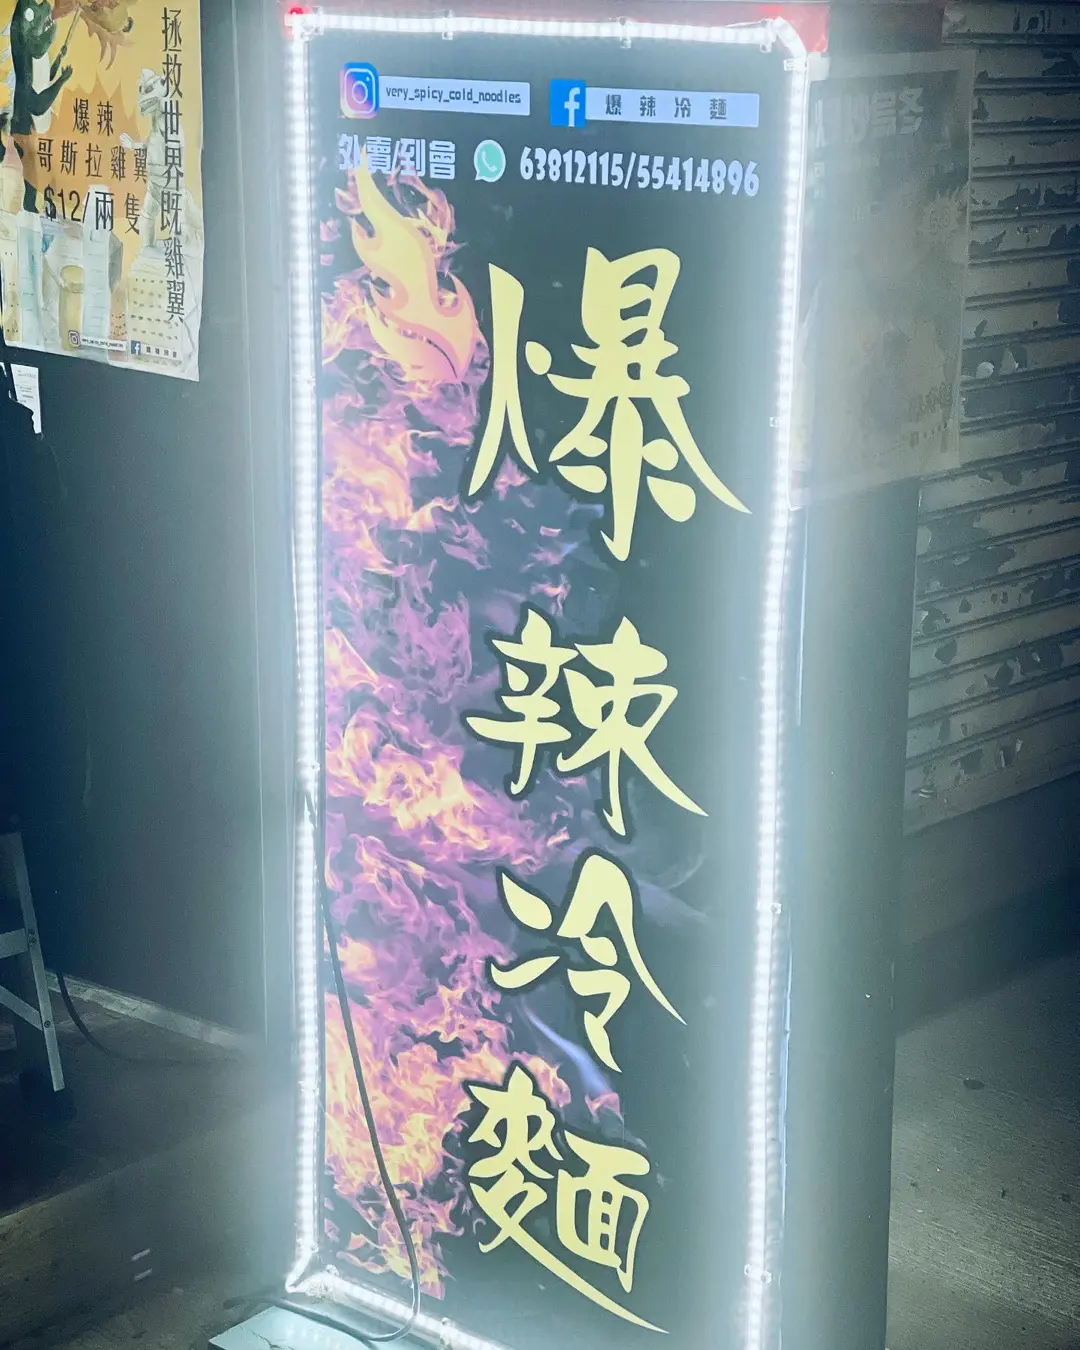 very_spicy_cold_noodles
爆辣冷麵
外賣/到會 63812115/55414896
爆辣冷麵
拯救世界既雞翼
爆辣
哥斯拉雞翼
$12/兩隻